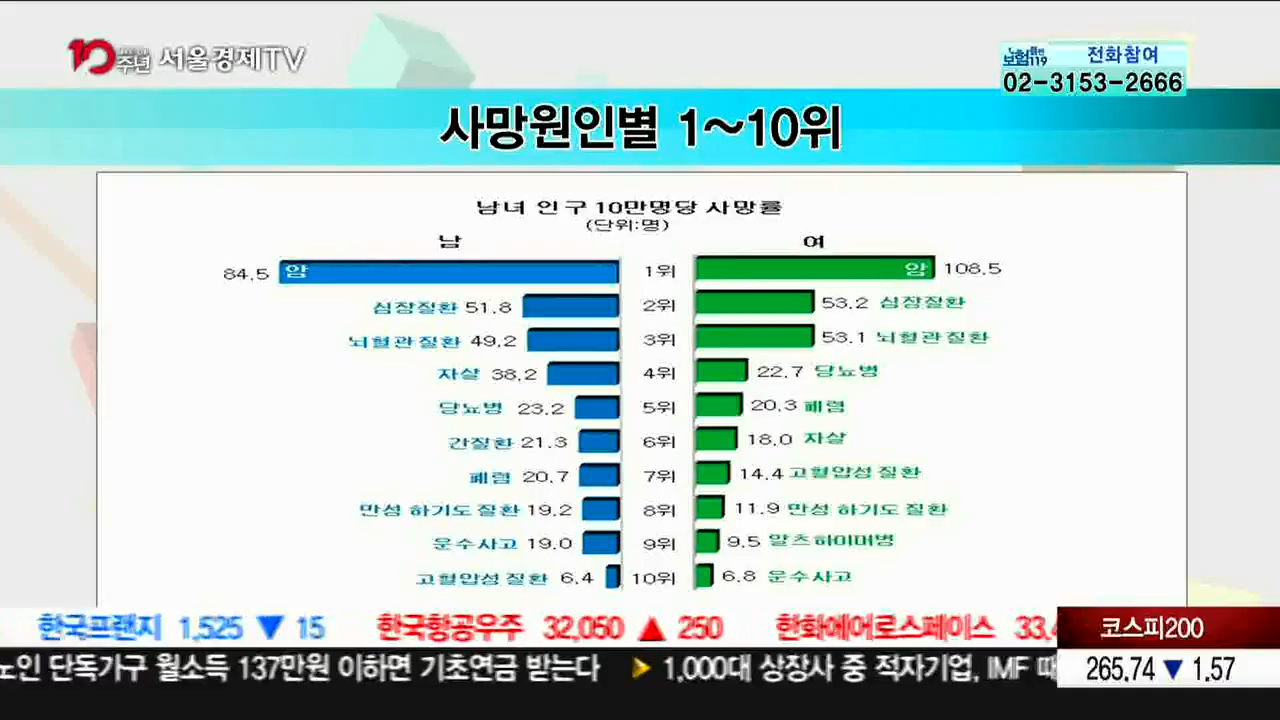 10주년 서울경제TV
보험119 전화참여
02-3153-2666
사망원인별 1~10위
남녀 인구 10만명당 사망률
(단위:명)
남 여
84.5 암 1위 암 108.5
심장질환 51.8 2위 53.2 심장질환
뇌혈관질환 49.2 3위 53.1 뇌혈관질환
자살 38.2 4위 22.7 당뇨병
당뇨병 23.2 5위 20.3 폐렴
간질환 21.3 6위 18.0 자살
폐렴 20.7 7위 14.4 고혈압성 질환
만성 하기도 질환 19.2 8위 11.9 만성 하기도 질환
운수사고 19.0 9위 9.5 알츠하이머병
고혈압성 질환 6.4 10위 6.8 운수사고
한국프랜지 1,525 ▼ 15 한국항공우주 32,050 ▲ 250 한화에어로스페이스 33,4 코스피200
노인 단독가구 월소득 137만원 이하면 기초연금 받는다 ▶ 1,000대 상장사 중 적자기업, IMF 때 265.74 ▼ 1.57